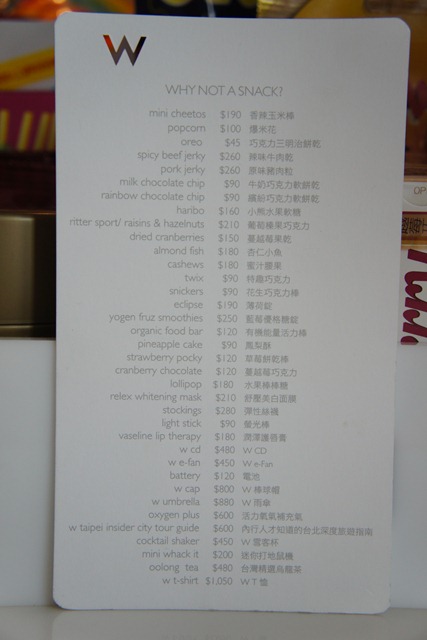 W
WHY NOT A SNACK?
mini cheetos $190 香辣玉米棒
popcorn $100 爆米花
oreo $45 巧克力三明治餅乾
spicy beef jerky $260 辣味牛肉乾
pork jerky $260 原味豬肉粒
milk chocolate chip $90 牛奶巧克力軟餅乾
rainbow chocolate chip $90 繽紛巧克力軟餅乾
haribo $160 小熊水果軟糖
ritter sport/ raisins & hazelnuts $210 葡萄榛果巧克力
dried cranberries $150 蔓越莓果乾
almond fish $180 杏仁小魚
cashews $180 蜜汁腰果
twix $90 特趣巧克力
snickers $90 花生巧克力棒
eclipse $190 薄荷錠
yogen fruz smoothies $250 藍莓優格糖錠
organic food bar $120 有機能量活力棒
pineapple cake $90 鳳梨酥
strawberry pocky $120 草莓餅乾棒
cranberry chocolate $120 蔓越莓巧克力
lollipop $180 水果棒棒糖
relex whitening mask $210 舒壓美白面膜
stockings $280 彈性絲襪
light stick $90 螢光棒
vaseline lip therapy $180 潤澤護唇膏
w cd $480 W CD
w e-fan $450 W e-Fan
battery $120 電池
w cap $800 W 棒球帽
w umbrella $880 W 雨傘
oxygen plus $600 活力氧氣補充氣
w taipei insider city tour guide $600 內行人才知道的台北深度旅遊指南
cocktail shaker $450 W 雪客杯
mini whack it $200 迷你打地鼠機
oolong tea $480 台灣精選烏龍茶
w t-shirt $1,050 W T 恤
OP